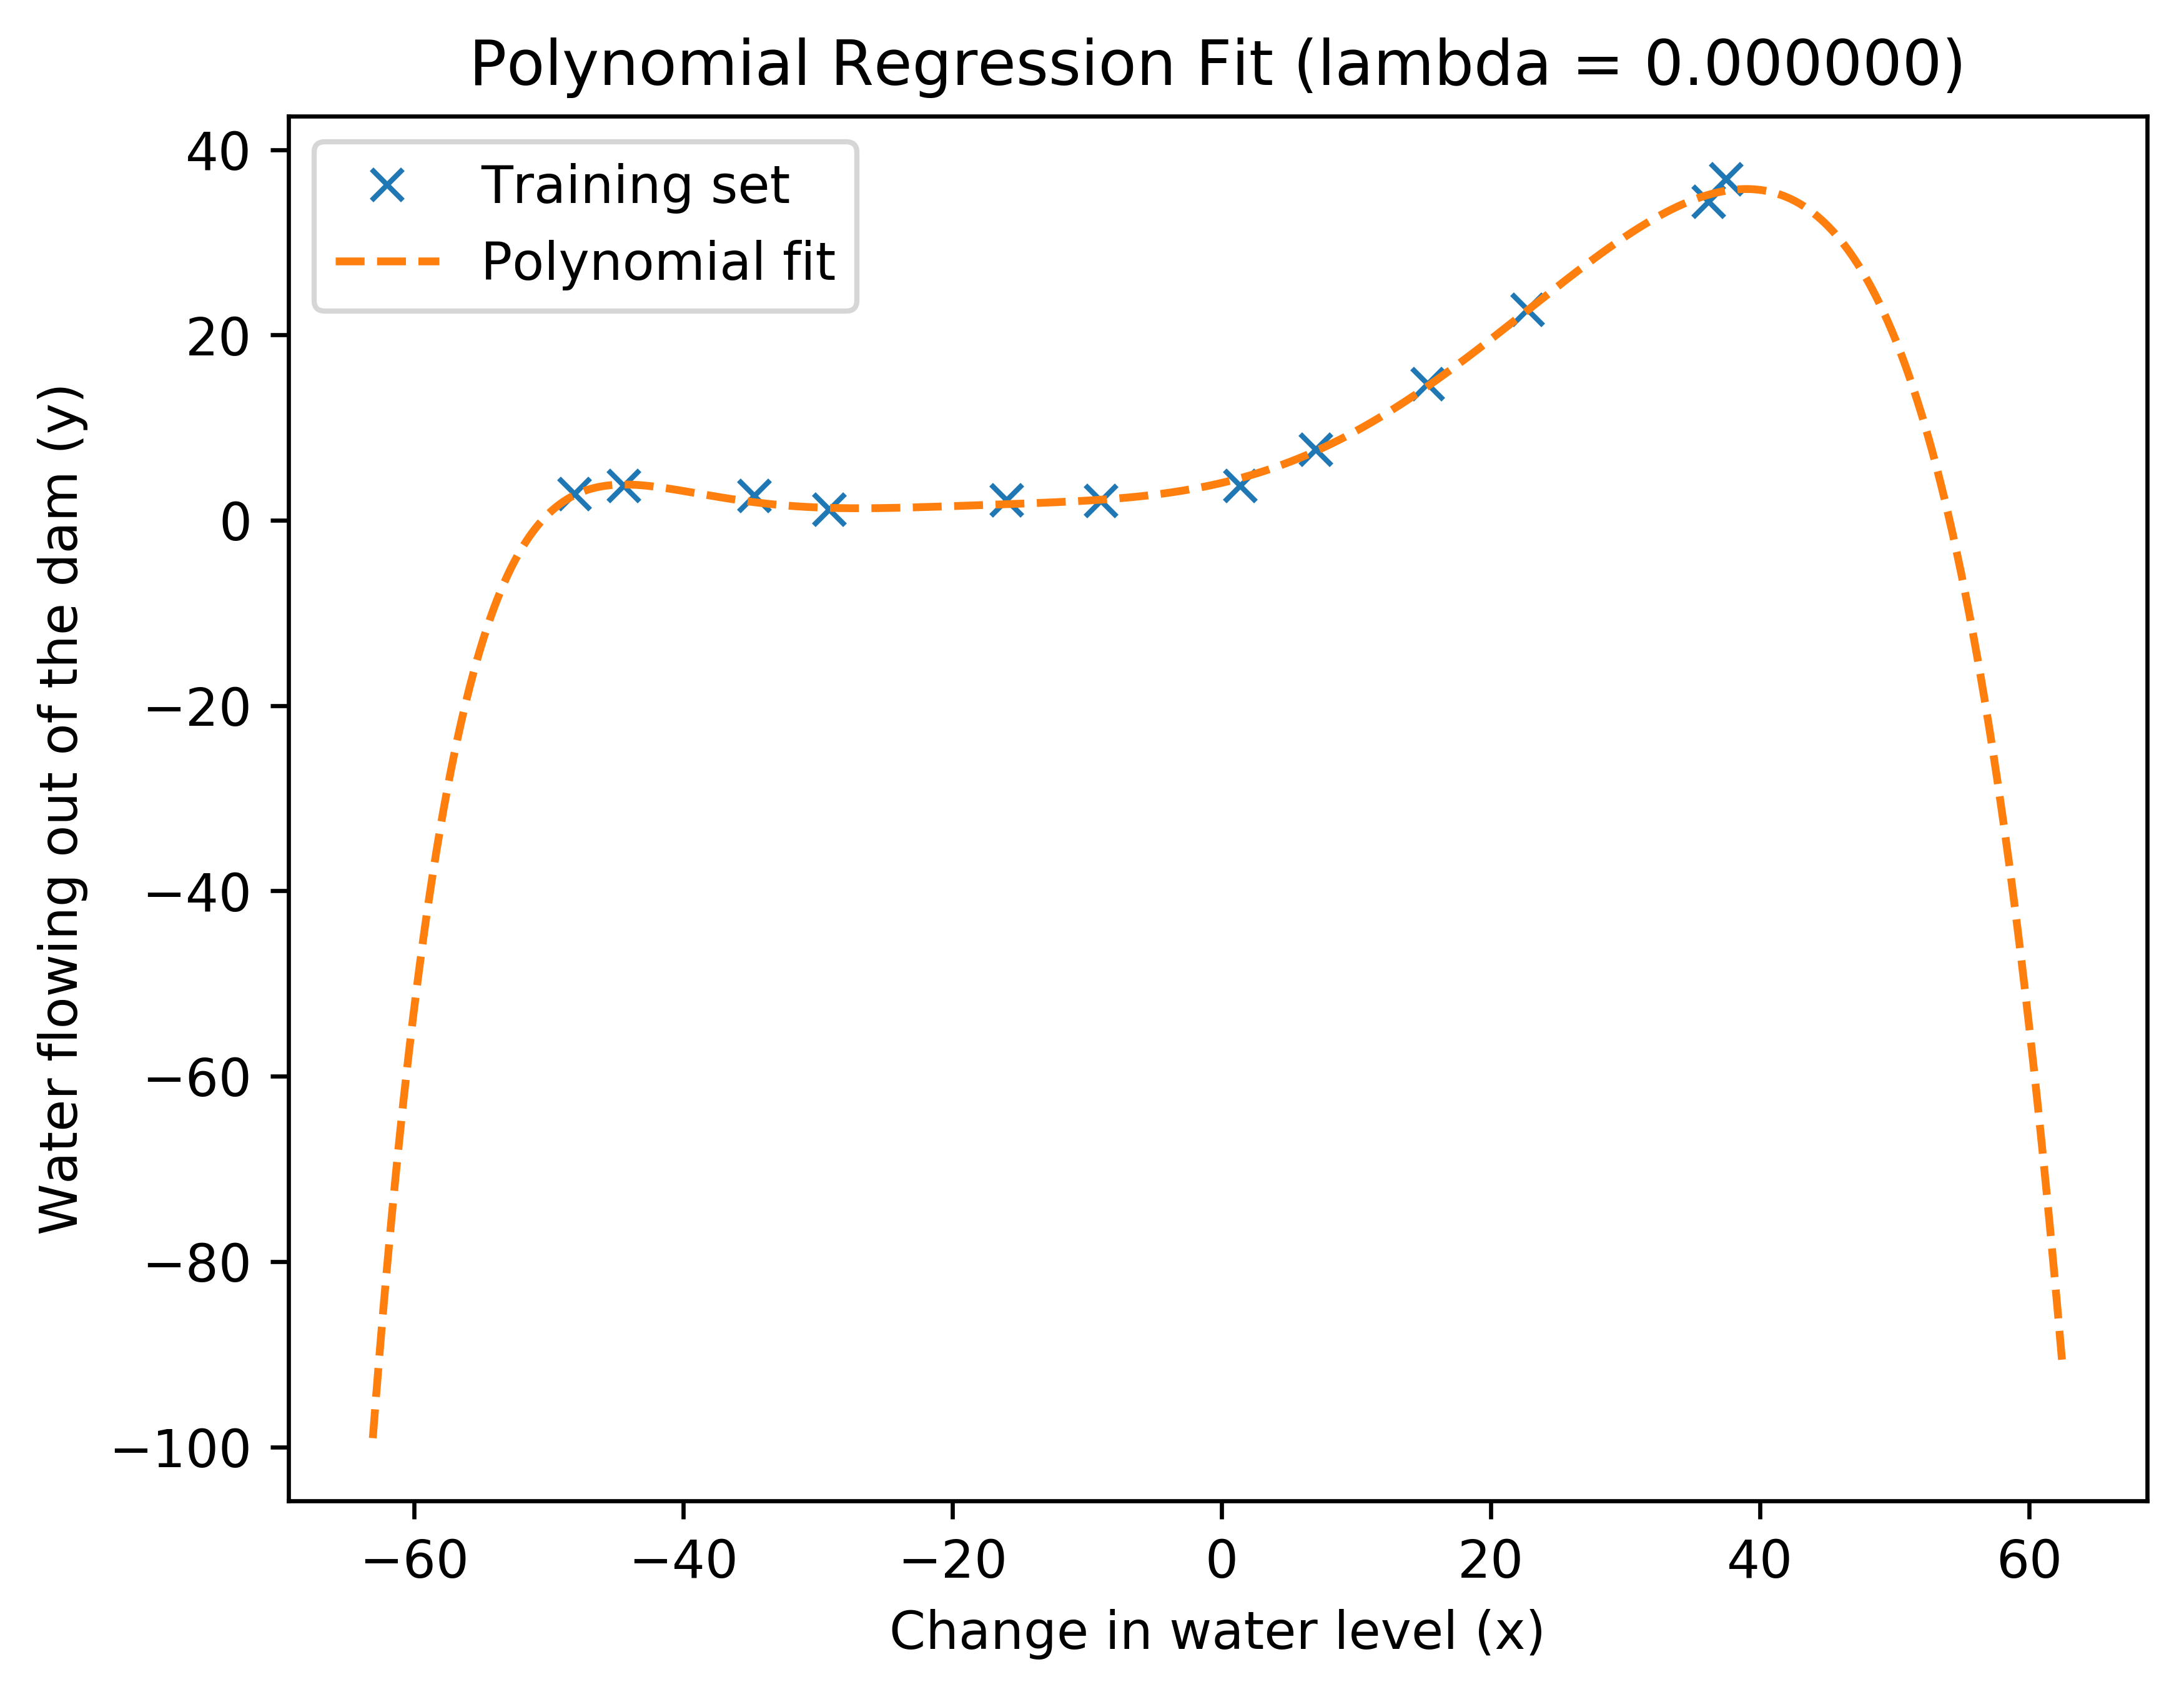 Polynomial Regression Fit (lambda = 0.000000)
Training set
Polynomial fit
40
20
0
−20
−40
−60
−80
−100
Water flowing out of the dam (y)
−60 −40 −20 0 20 40 60
Change in water level (x)